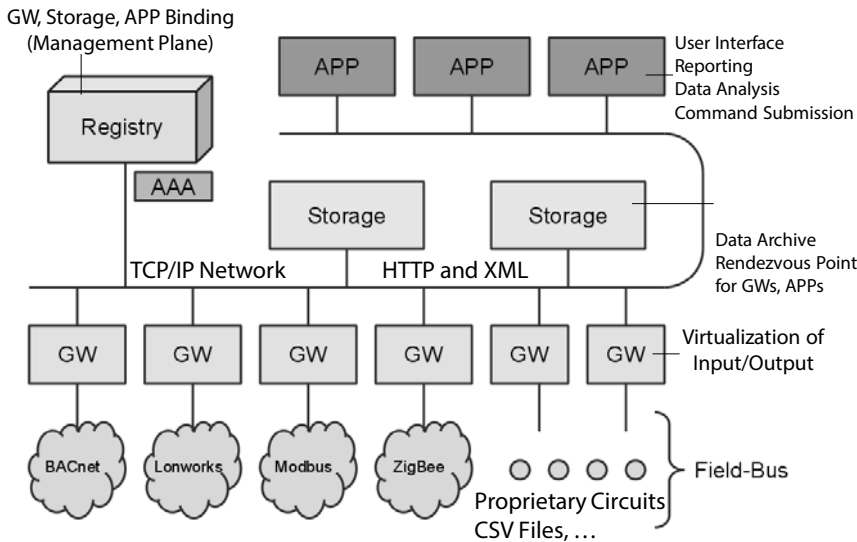 GW, Storage, APP Binding
(Management Plane)
APP
APP
APP
User Interface
Reporting
Data Analysis
Command Submission
Registry
AAA
Storage
Storage
Data Archive
Rendezvous Point
for GWs, APPs
TCP/IP Network
HTTP and XML
GW
GW
GW
GW
GW
GW
Virtualization of
Input/Output
BACnet
Lonworks
Modbus
ZigBee
Field-Bus
Proprietary Circuits
CSV Files, …